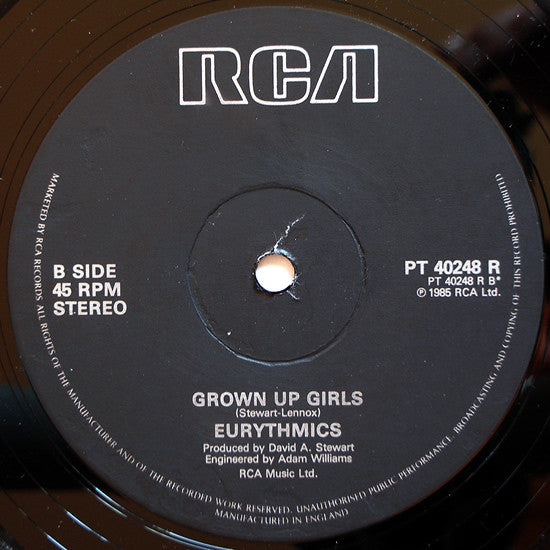 RCA
B SIDE
45 RPM
STEREO
PT 40248 R
PT 40248 R B*
℗ 1985 RCA Ltd.
GROWN UP GIRLS
(Stewart-Lennox)
EURYTHMICS
Produced by David A. Stewart
Engineered by Adam Williams
RCA Music Ltd.
MARKETED BY RCA RECORDS ALL RIGHTS OF THE MANUFACTURER AND OF THE RECORDED WORK RESERVED. UNAUTHORISED PUBLIC PERFORMANCE. BROADCASTING AND COPYING OF THIS RECORD PROHIBITED
MANUFACTURED IN ENGLAND